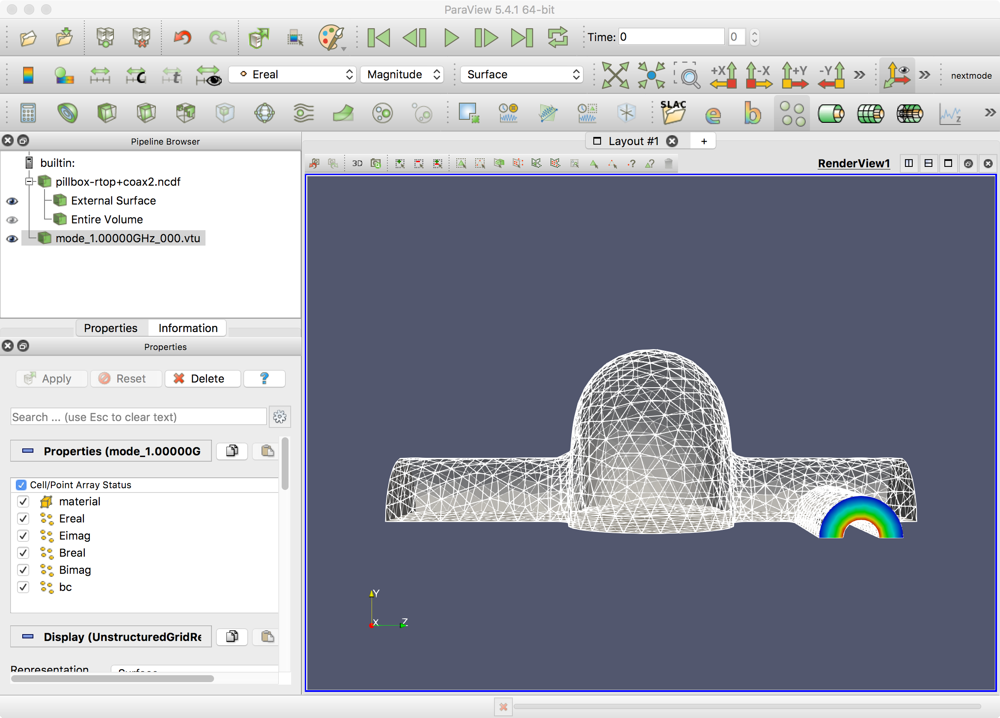 ParaView 5.4.1 64-bit
Time: 0 0
Ereal Magnitude Surface +X -X +Y -Y nextmode
SLAC e b z
Pipeline Browser
builtin:
pillbox-rtop+coax2.ncdf
External Surface
Entire Volume
mode_1.00000GHz_000.vtu
Properties Information
Properties
Apply Reset Delete ?
Search ... (use Esc to clear text)
Properties (mode_1.00000G
Cell/Point Array Status
material
Ereal
Eimag
Breal
Bimag
bc
Display (UnstructuredGridRe
Representation Surface
Layout #1 +
3D RenderView1
Y
X Z